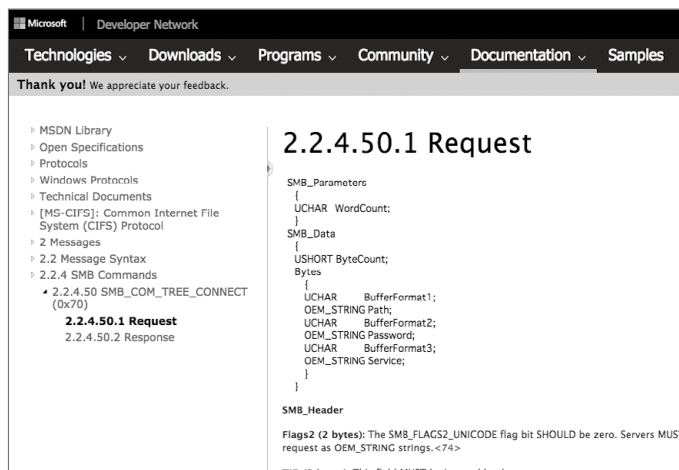 Microsoft | Developer Network
Technologies Downloads Programs Community Documentation Samples
Thank you! We appreciate your feedback.
MSDN Library
Open Specifications
Protocols
Windows Protocols
Technical Documents
[MS-CIFS]: Common Internet File
System (CIFS) Protocol
2 Messages
2.2 Message Syntax
2.2.4 SMB Commands
2.2.4.50 SMB_COM_TREE_CONNECT
(0x70)
2.2.4.50.1 Request
2.2.4.50.2 Response
2.2.4.50.1 Request
SMB_Parameters
{
UCHAR WordCount;
}
SMB_Data
{
USHORT ByteCount;
Bytes
{
UCHAR BufferFormat1;
OEM_STRING Path;
UCHAR BufferFormat2;
OEM_STRING Password;
UCHAR BufferFormat3;
OEM_STRING Service;
}
}
SMB_Header
Flags2 (2 bytes): The SMB_FLAGS2_UNICODE flag bit SHOULD be zero. Servers MUS
request as OEM_STRING strings.<74>